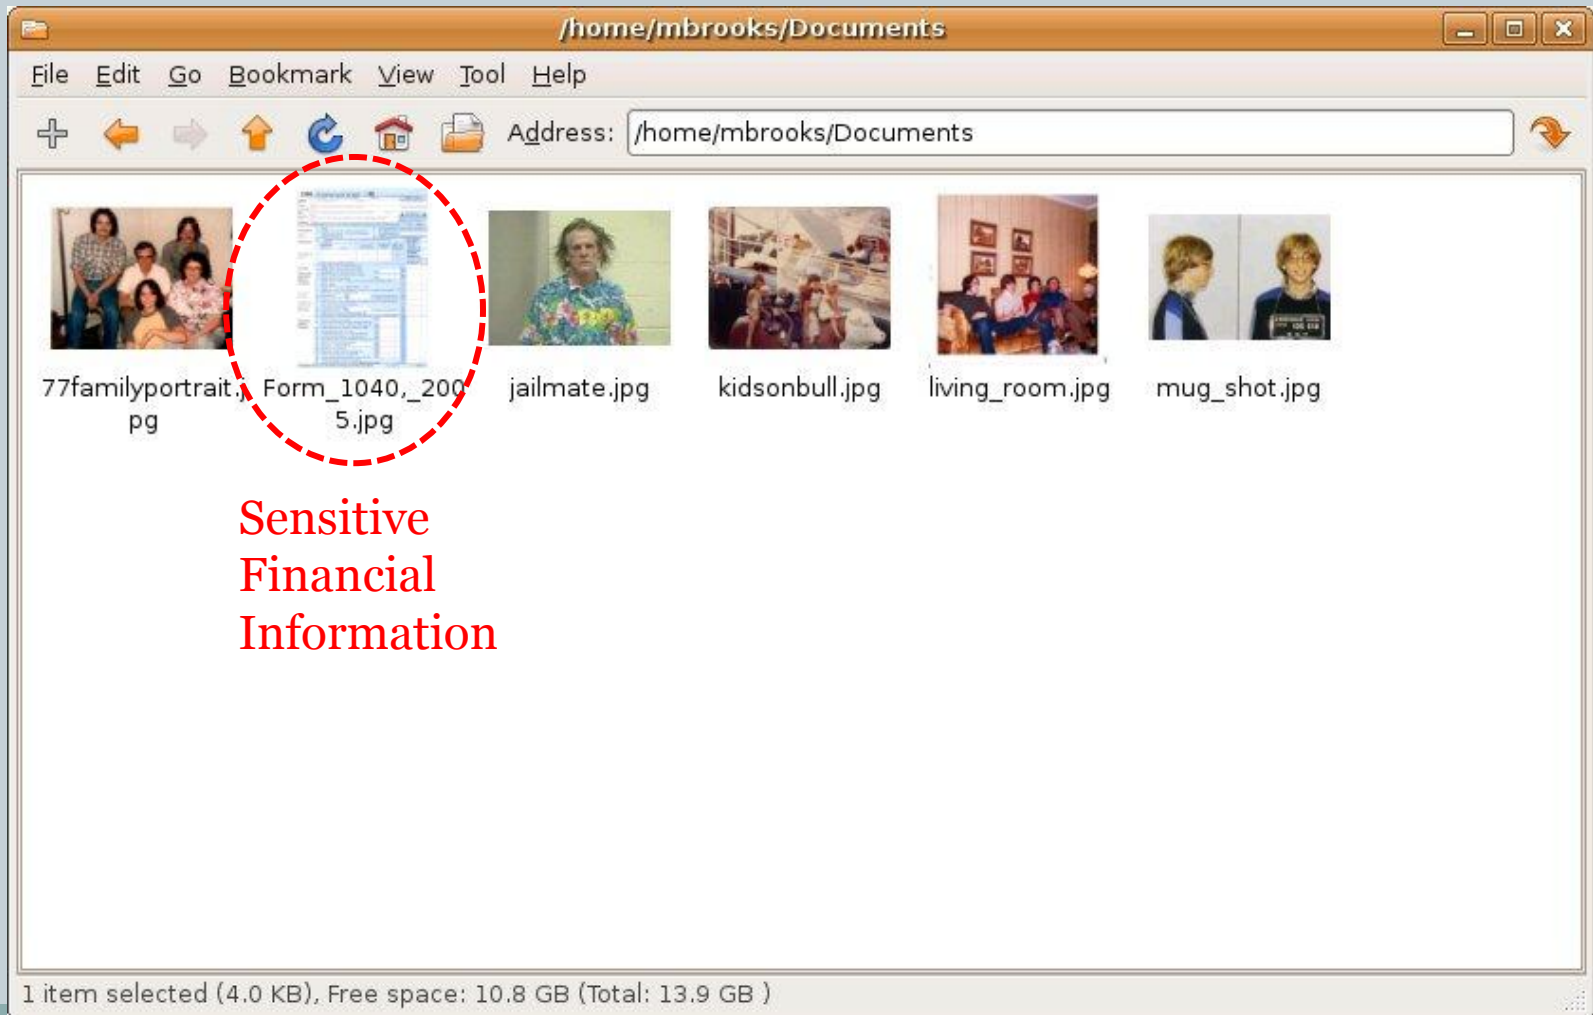 /home/mbrooks/Documents
File Edit Go Bookmark View Tool Help
Address: /home/mbrooks/Documents
77familyportrait.j
pg
Form_1040,_200
5.jpg
jailmate.jpg
kidsonbull.jpg
living_room.jpg
mug_shot.jpg
Sensitive
Financial
Information
1 item selected (4.0 KB), Free space: 10.8 GB (Total: 13.9 GB )